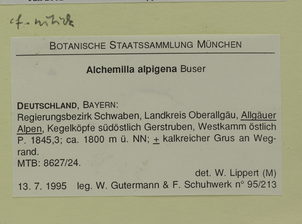 BOTANISCHE STAATSSAMMLUNG MÜNCHEN
Alchemilla alpigena Buser
DEUTSCHLAND, BAYERN:
Regierungsbezirk Schwaben, Landkreis Oberallgäu, Allgäuer
Alpen, Kegelköpfe südöstlich Gerstruben, Westkamm östlich
P. 1845,3; ca. 1800 m ü. NN; ± kalkreicher Grus an Weg-
rand.
MTB: 8627/24.
det. W. Lippert (M)
13. 7. 1995 leg. W. Gutermann & F. Schuhwerk n° 95/213